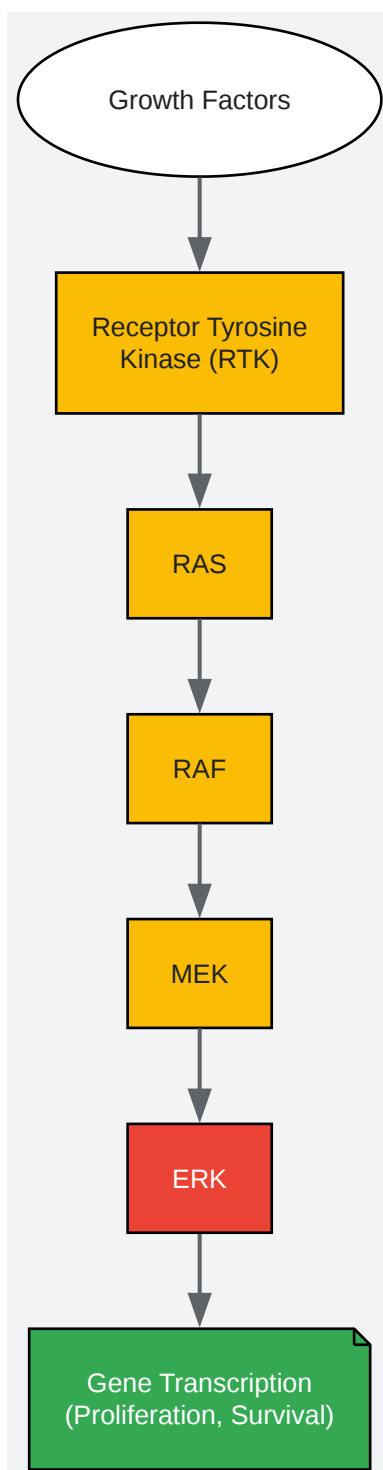 Growth Factors
Receptor Tyrosine
Kinase (RTK)
RAS
RAF
MEK
ERK
Gene Transcription
(Proliferation, Survival)